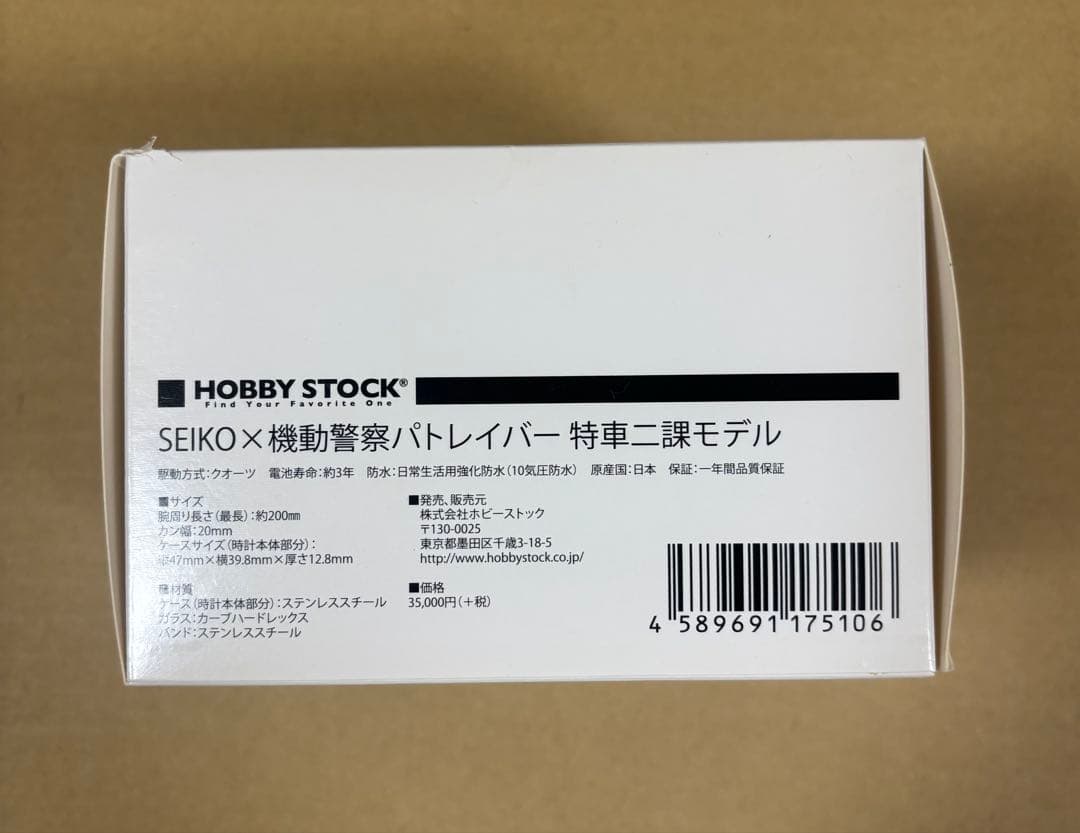 HOBBY STOCK®
Find Your Favorite One
SEIKO×機動警察パトレイバー 特車二課モデル
駆動方式:クオーツ 電池寿命:約3年 防水:日常生活用強化防水(10気圧防水) 原産国:日本 保証:一年間品質保証
■サイズ
腕周り長さ(最長):約200mm
カン幅:20mm
ケースサイズ(時計本体部分):
縦47mm×横39.8mm×厚さ12.8mm
■材質
ケース(時計本体部分):ステンレススチール
ガラス:カーブハードレックス
バンド:ステンレススチール
■発売、販売元
株式会社ホビーストック
〒130-0025
東京都墨田区千歳3-18-5
http://www.hobbystock.co.jp/
■価格
35,000円(+税)
4 589691 175106